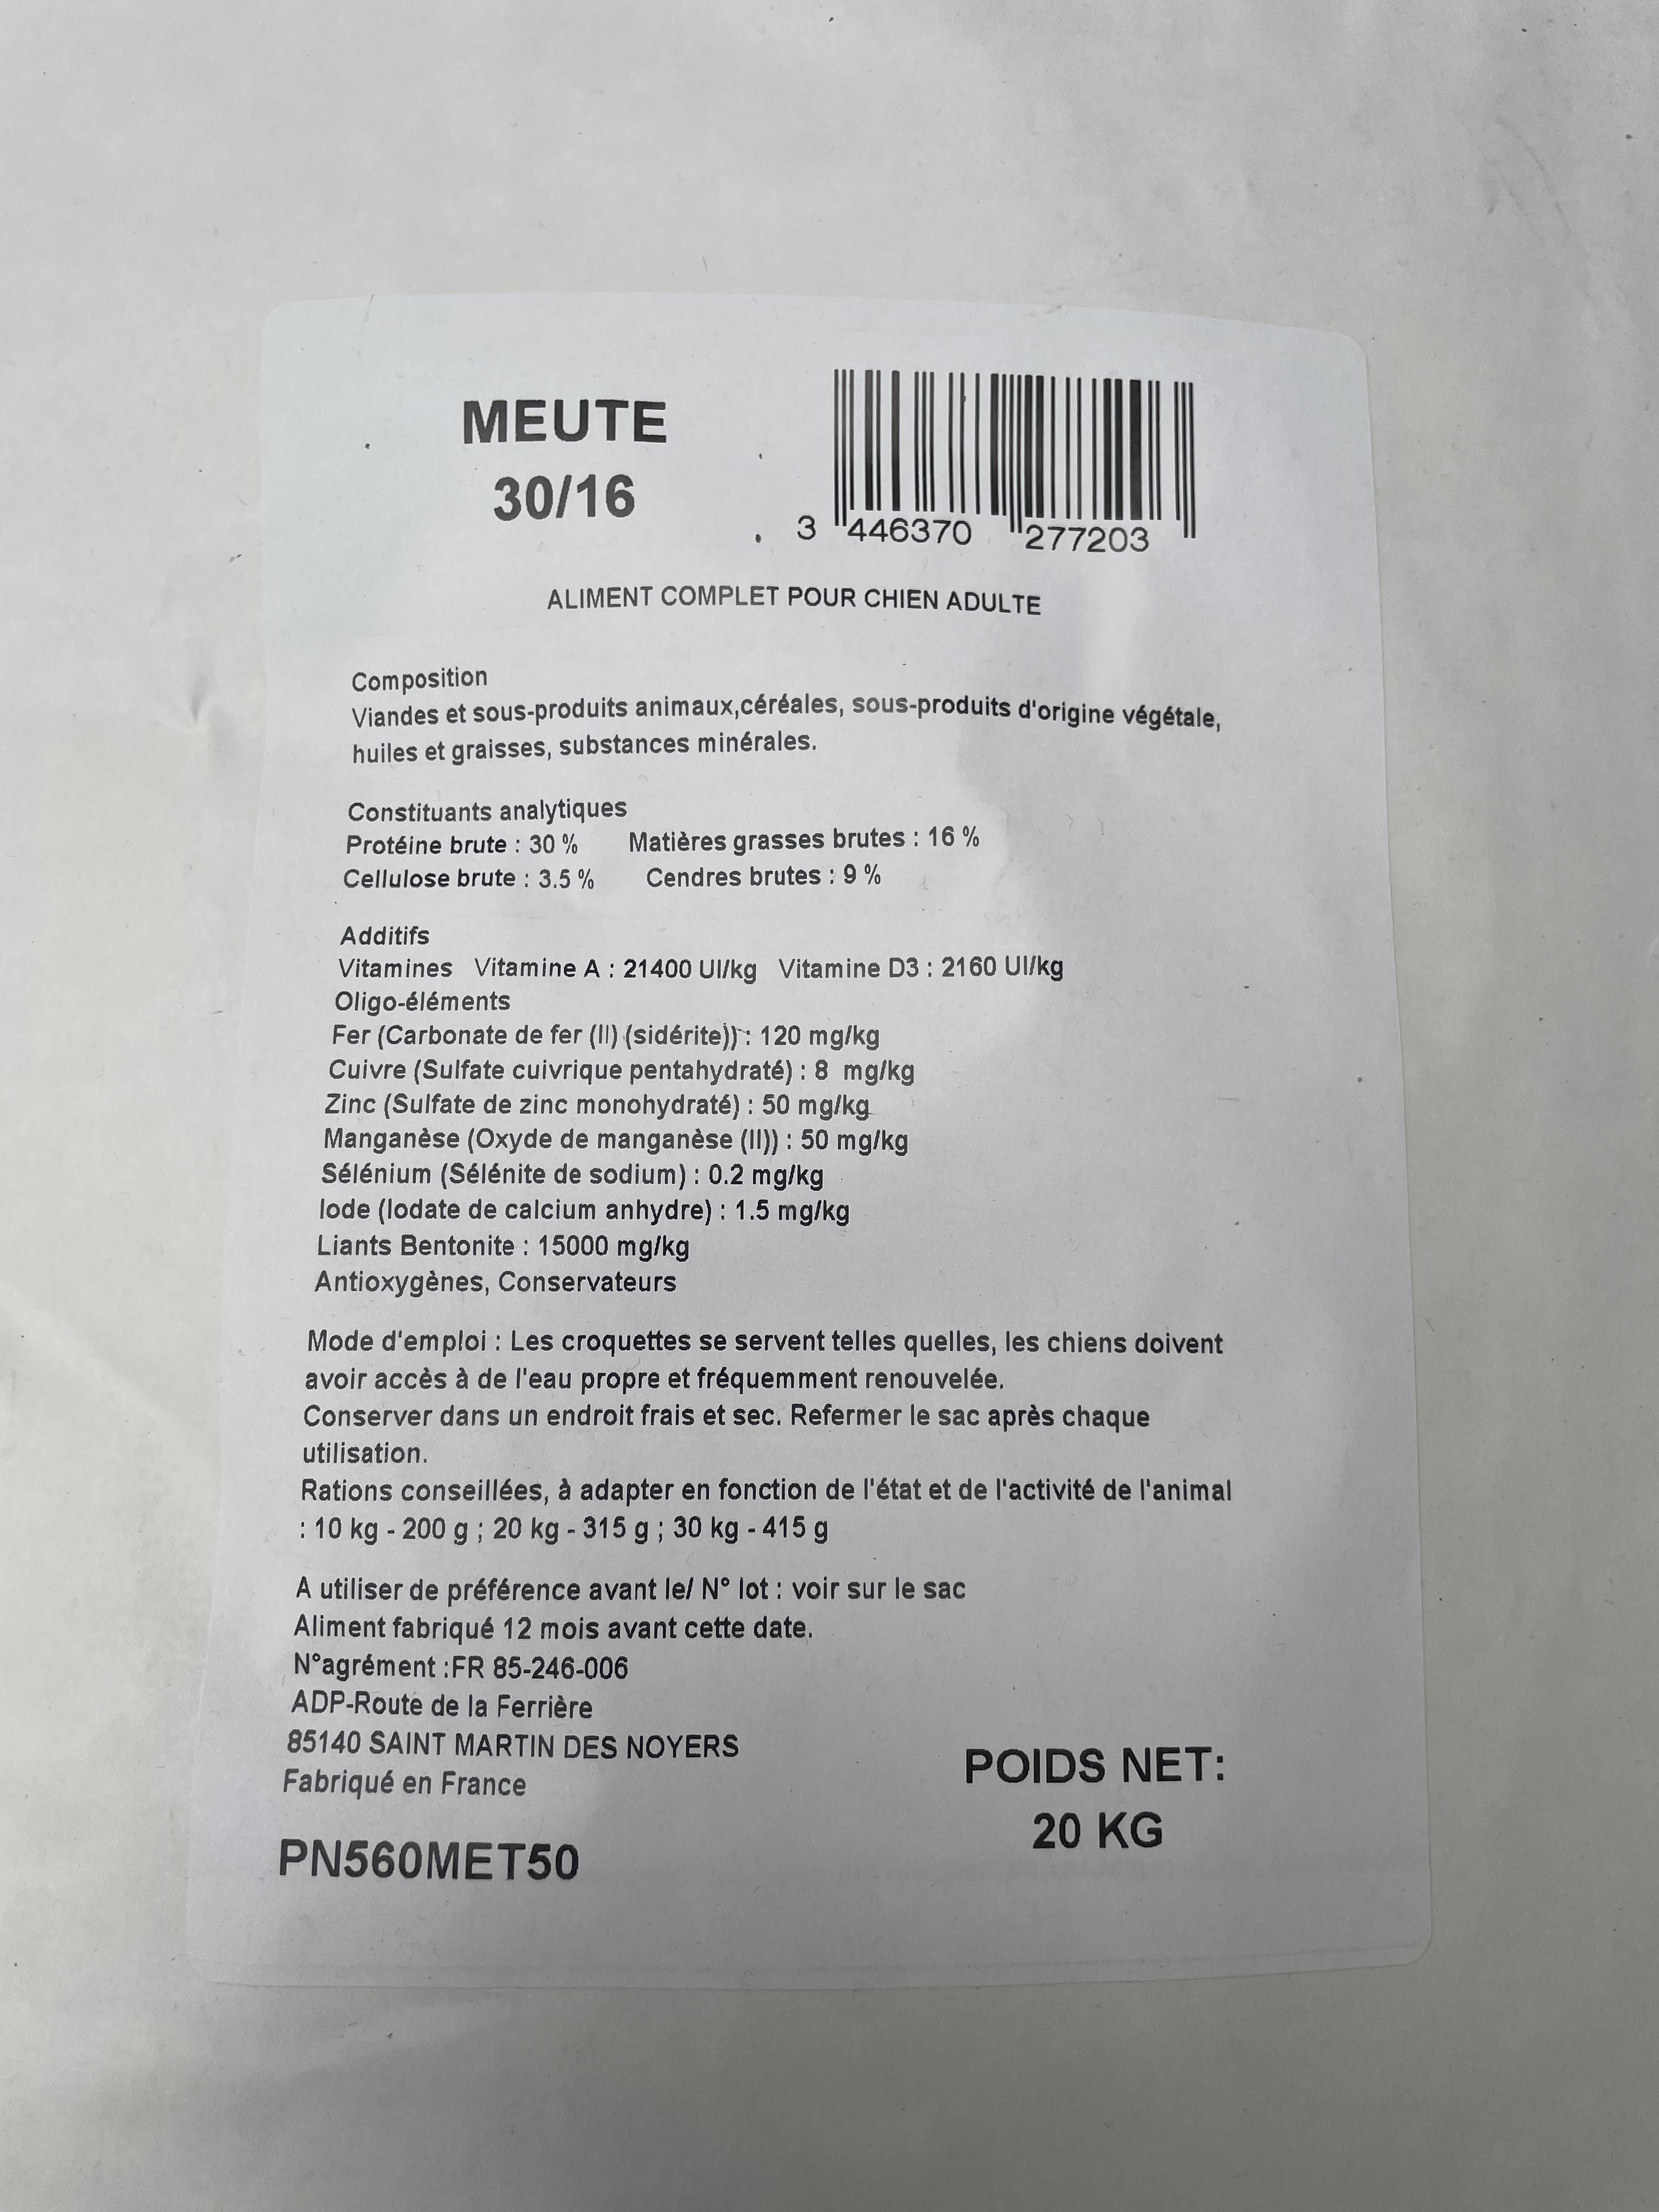 MEUTE
30/16
3 446370 277203
ALIMENT COMPLET POUR CHIEN ADULTE
Composition
Viandes et sous-produits animaux,céréales, sous-produits d'origine végétale,
huiles et graisses, substances minérales.
Constituants analytiques
Protéine brute : 30 % Matières grasses brutes : 16 %
Cellulose brute : 3.5 % Cendres brutes : 9 %
Additifs
Vitamines Vitamine A : 21400 UI/kg Vitamine D3 : 2160 UI/kg
Oligo-éléments
Fer (Carbonate de fer (II) (sidérite)) : 120 mg/kg
Cuivre (Sulfate cuivrique pentahydraté) : 8 mg/kg
Zinc (Sulfate de zinc monohydraté) : 50 mg/kg
Manganèse (Oxyde de manganèse (II)) : 50 mg/kg
Sélénium (Sélénite de sodium) : 0.2 mg/kg
Iode (Iodate de calcium anhydre) : 1.5 mg/kg
Liants Bentonite : 15000 mg/kg
Antioxygènes, Conservateurs
Mode d'emploi : Les croquettes se servent telles quelles, les chiens doivent
avoir accès à de l'eau propre et fréquemment renouvelée.
Conserver dans un endroit frais et sec. Refermer le sac après chaque
utilisation.
Rations conseillées, à adapter en fonction de l'état et de l'activité de l'animal
: 10 kg - 200 g ; 20 kg - 315 g ; 30 kg - 415 g
A utiliser de préférence avant le/ N° lot : voir sur le sac
Aliment fabriqué 12 mois avant cette date.
N°agrément :FR 85-246-006
ADP-Route de la Ferrière
85140 SAINT MARTIN DES NOYERS
Fabriqué en France
POIDS NET:
20 KG
PN560MET50